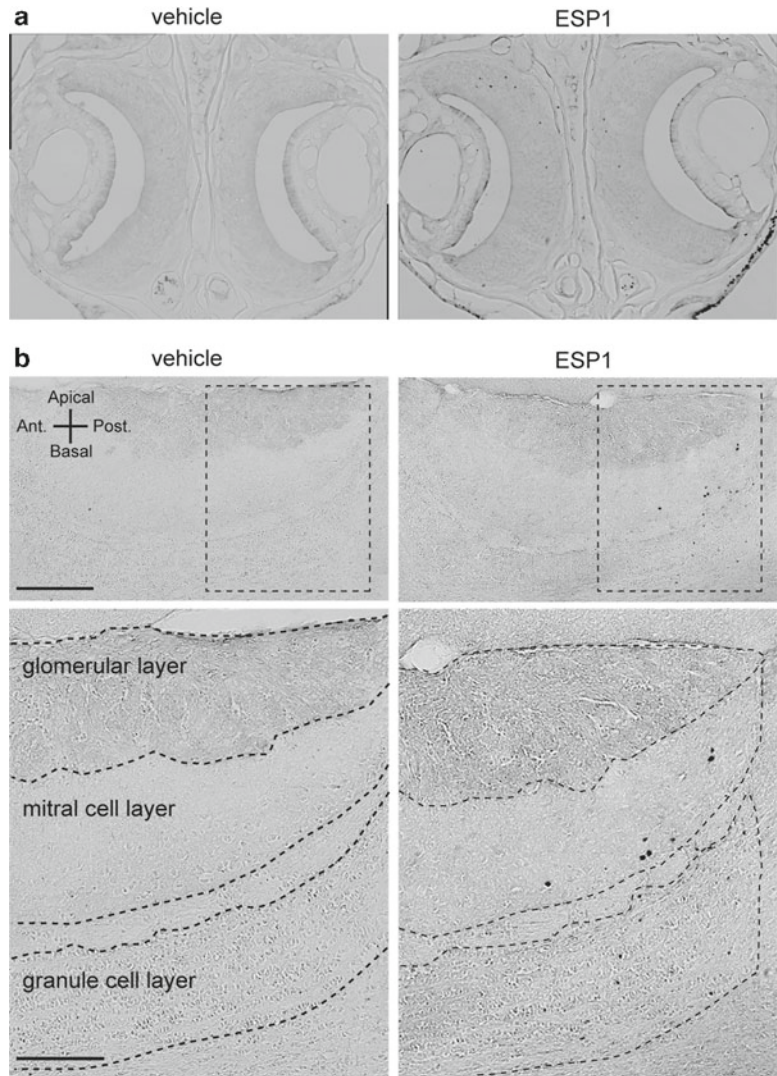 a
vehicle ESP1
b
vehicle ESP1
Apical
Ant. Post.
Basal
glomerular layer
mitral cell layer
granule cell layer